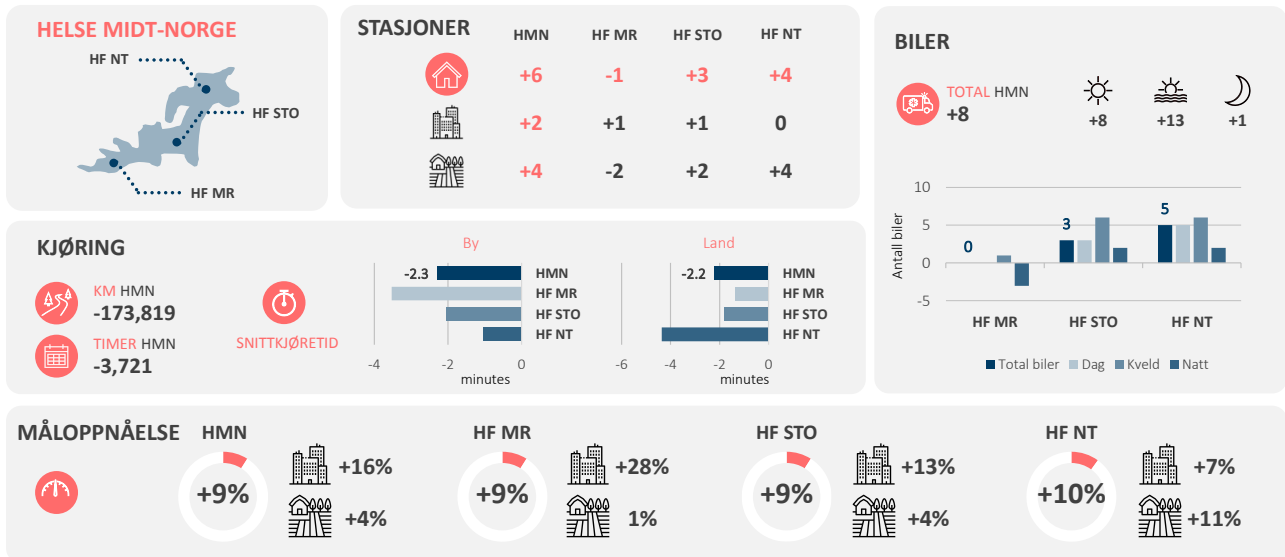 HELSE MIDT-NORGE
HF NT
HF STO
HF MR
STASJONER
HMN HF MR HF STO HF NT
+6 -1 +3 +4
+2 +1 +1 0
+4 -2 +2 +4
BILER
TOTAL HMN
+8
+8 +13 +1
Antall biler
10
5
0
-5
0 3 5
HF MR HF STO HF NT
Total biler Dag Kveld Natt
KJØRING
KM HMN
-173,819
TIMER HMN
-3,721
SNITTKJØRETID
By
-2.3 HMN
HF MR
HF STO
HF NT
-4 -2 0
minutes
Land
-2.2 HMN
HF MR
HF STO
HF NT
-6 -4 -2 0
minutes
MÅLOPPNÅELSE
HMN
+9%
+16%
+4%
HF MR
+9%
+28%
1%
HF STO
+9%
+13%
+4%
HF NT
+10%
+7%
+11%